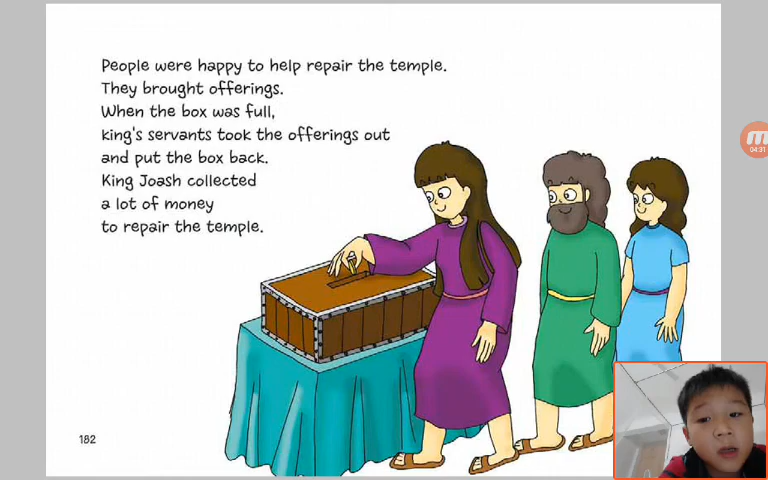 People were happy to help repair the temple.
They brought offerings.
When the box was full,
king's servants took the offerings out
and put the box back.
King Joash collected
a lot of money
to repair the temple.
182
04:31